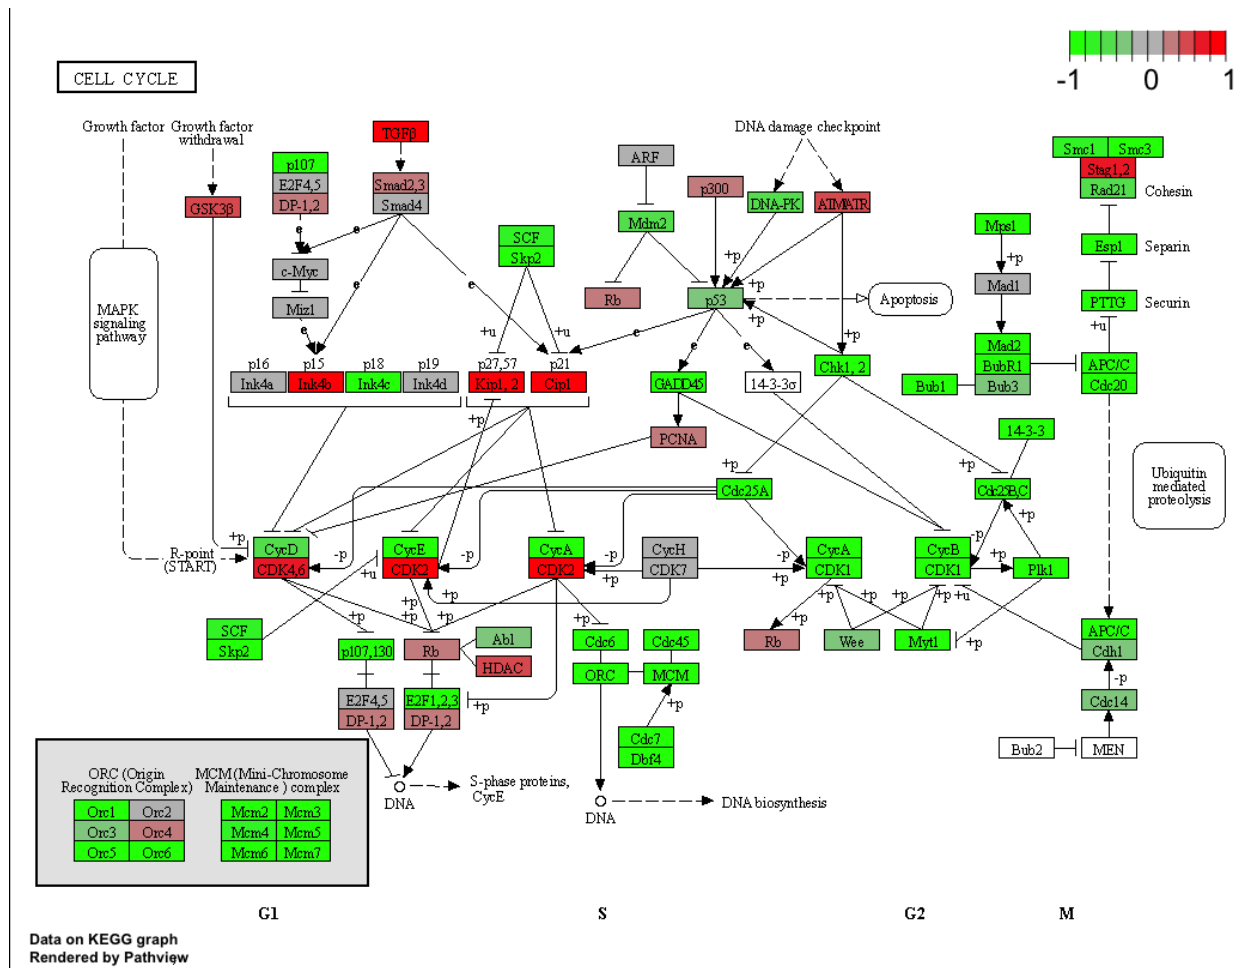 -1 0 1
CELL CYCLE
Growth factor
Growth factor
withdrawal
TGFβ
DNA damage checkpoint
Smc1 Smc3
Stag1,2
Rad21
Cohesin
p107
E2F4,5
DP-1,2
Smad2,3
Smad4
ARF
p300
DNA-PK
ATM/ATR
GSK3β
Mdm2
SCF
Skp2
Mps1
+p
Esp1
Separin
e
e
c-Myc
Miz1
e
e
Rb
p53
+p
+p
+p
Apoptosis
Mad1
PTTG
Securin
MAPK
signaling
pathway
+u
+u
e
e
e
+p
+u
Mad2
BubR1
Bub3
Bub1
APC/C
Cdc20
p16
Ink4a
p15
Ink4b
p18
Ink4c
p19
Ink4d
p27,57
Kip1, 2
p21
Cip1
GADD45
14-3-3σ
Chk1, 2
+p
PCNA
14-3-3
Ubiquitin
mediated
proteolysis
+p
Cdc25A
+p
Cdc25B,C
R-point
(START)
+p
CycD
CDK4,6
-p
CycE
CDK2
-p
CycA
CDK2
-p
+p
CycH
CDK7
-p
+p
CycA
CDK1
CycB
CDK1
-p
+p
+p
Plk1
+u
+p
+p
+p
+p
+p
+p
+p
+p
+p
+u
SCF
Skp2
p107,130
Rb
Abl
HDAC
Cdc6
Cdc45
ORC
MCM
Rb
Wee
Myt1
+p
APC/C
Cdh1
-p
Cdc14
E2F4,5
DP-1,2
E2F1,2,3
DP-1,2
+p
+p
Cdc7
Dbf4
Bub2
MEN
DNA
S-phase proteins,
CycE
DNA
DNA biosynthesis
ORC (Origin
Recognition Complex)
MCM (Mini-Chromosome
Maintenance ) complex
Orc1 Orc2
Orc3 Orc4
Orc5 Orc6
Mcm2 Mcm3
Mcm4 Mcm5
Mcm6 Mcm7
G1 S G2 M
Data on KEGG graph
Rendered by Pathview